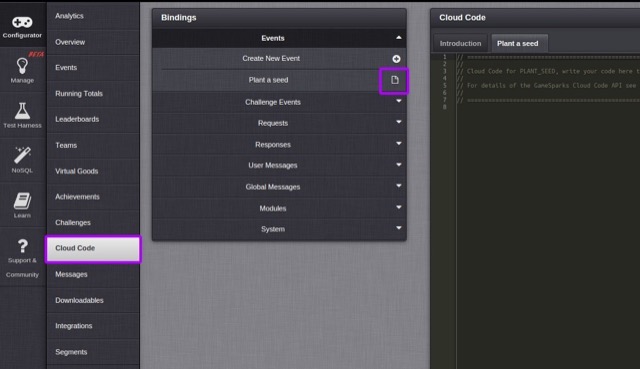 Configurator
BETA
Manage
Test Harness
NoSQL
Learn
?
Support &
Community
Analytics
Overview
Events
Running Totals
Leaderboards
Teams
Virtual Goods
Achievements
Challenges
Cloud Code
Messages
Downloadables
Integrations
Segments
Bindings
Events
Create New Event
Plant a seed
Challenge Events
Requests
Responses
User Messages
Global Messages
Modules
System
Cloud Code
Introduction Plant a seed
1 // ====================================
2 //
3 // Cloud Code for PLANT_SEED, write your code here t
4 //
5 // For details of the GameSparks Cloud Code API see
6 //
7 // ====================================
8